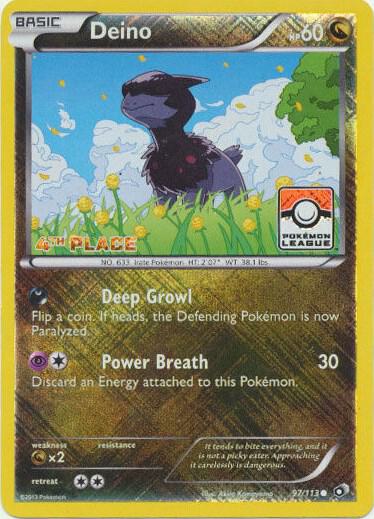 BASIC
Deino
HP60
POKÉMON
LEAGUE
4TH PLACE
NO. 633 Irate Pokémon HT: 2'07" WT: 38.1 lbs.
Deep Growl
Flip a coin. If heads, the Defending Pokémon is now
Paralyzed.
Power Breath 30
Discard an Energy attached to this Pokémon.
weakness resistance
×2
retreat
It tends to bite everything, and it
is not a picky eater. Approaching
it carelessly is dangerous.
Illus. Akira Komayama
97/113
©2013 Pokémon